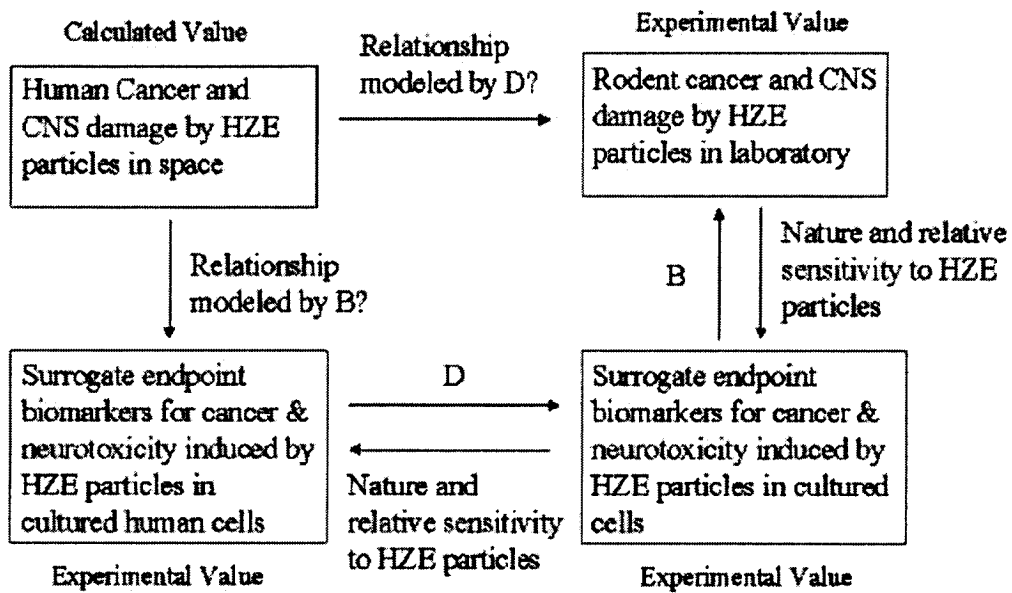 Calculated Value
Human Cancer and
CNS damage by HZE
particles in space
Relationship
modeled by D?
Experimental Value
Rodent cancer and CNS
damage by HZE
particles in laboratory
Relationship
modeled by B?
B
Nature and relative
sensitivity to HZE
particles
Surrogate endpoint
biomarkers for cancer &
neurotoxicity induced by
HZE particles in
cultured human cells
Experimental Value
D
Nature and
relative sensitivity
to HZE particles
Surrogate endpoint
biomarkers for cancer &
neurotoxicity induced by
HZE particles in cultured
cells
Experimental Value